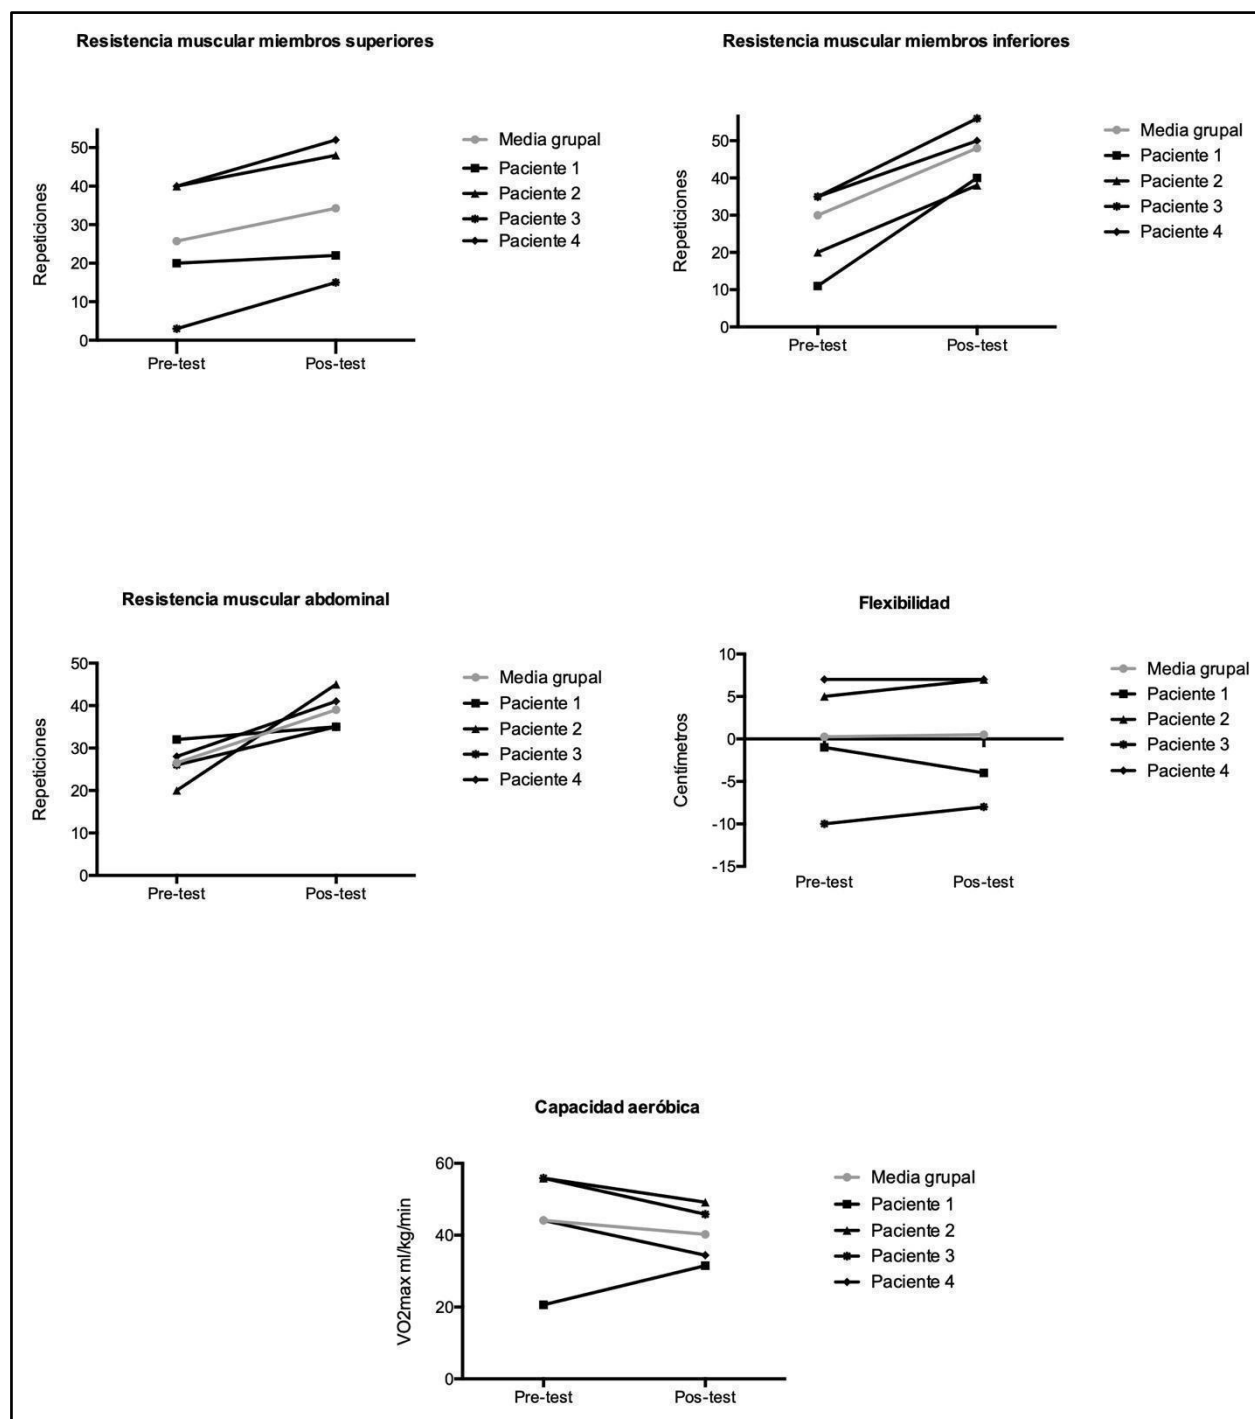 Resistencia muscular miembros superiores
Repeticiones
50
40
30
20
10
0
Pre-test
Pos-test
Media grupal
Paciente 1
Paciente 2
Paciente 3
Paciente 4
Resistencia muscular miembros inferiores
Repeticiones
50
40
30
20
10
0
Pre-test
Pos-test
Media grupal
Paciente 1
Paciente 2
Paciente 3
Paciente 4
Resistencia muscular abdominal
Repeticiones
50
40
30
20
10
0
Pre-test
Pos-test
Media grupal
Paciente 1
Paciente 2
Paciente 3
Paciente 4
Flexibilidad
Centímetros
10
5
0
-5
-10
-15
Pre-test
Pos-test
Media grupal
Paciente 1
Paciente 2
Paciente 3
Paciente 4
Capacidad aeróbica
VO2max ml/kg/min
60
40
20
0
Pre-test
Pos-test
Media grupal
Paciente 1
Paciente 2
Paciente 3
Paciente 4